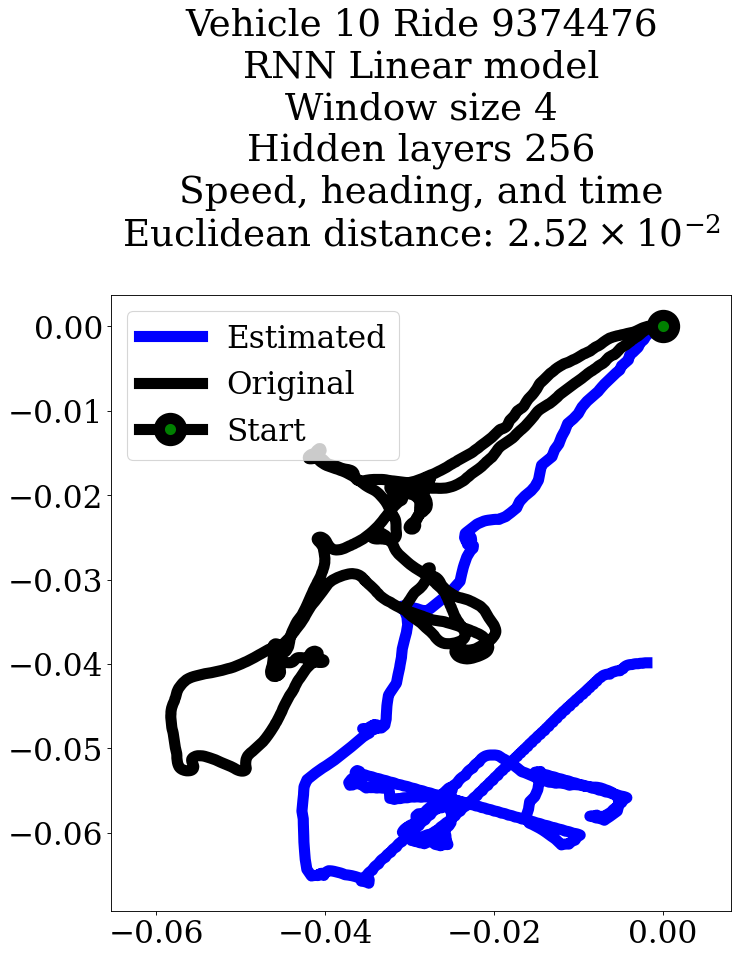 Vehicle 10 Ride 9374476
RNN Linear model
Window size 4
Hidden layers 256
Speed, heading, and time
Euclidean distance: 2.52 × 10⁻²
Estimated
Original
Start
0.00
−0.01
−0.02
−0.03
−0.04
−0.05
−0.06
−0.06 −0.04 −0.02 0.00